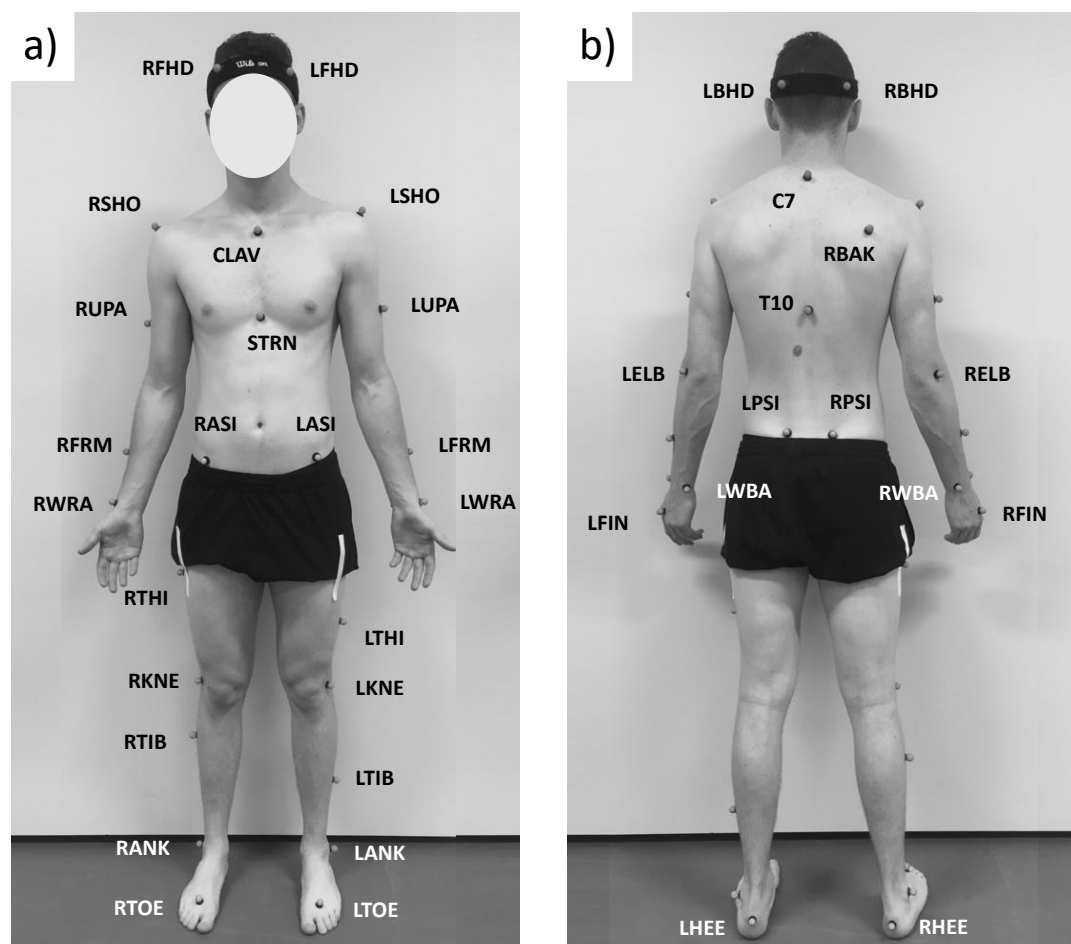 a)
RFHD
LFHD
RSHO
LSHO
CLAV
RUPA
LUPA
STRN
RASI
LASI
RFRM
LFRM
RWRA
LWRA
RTHI
LTHI
RKNE
LKNE
RTIB
LTIB
RANK
LANK
RTOE
LTOE
b)
LBHD
RBHD
C7
RBAK
T10
LELB
RELB
LPSI
RPSI
LWBA
RWBA
LFIN
RFIN
LHEE
RHEE